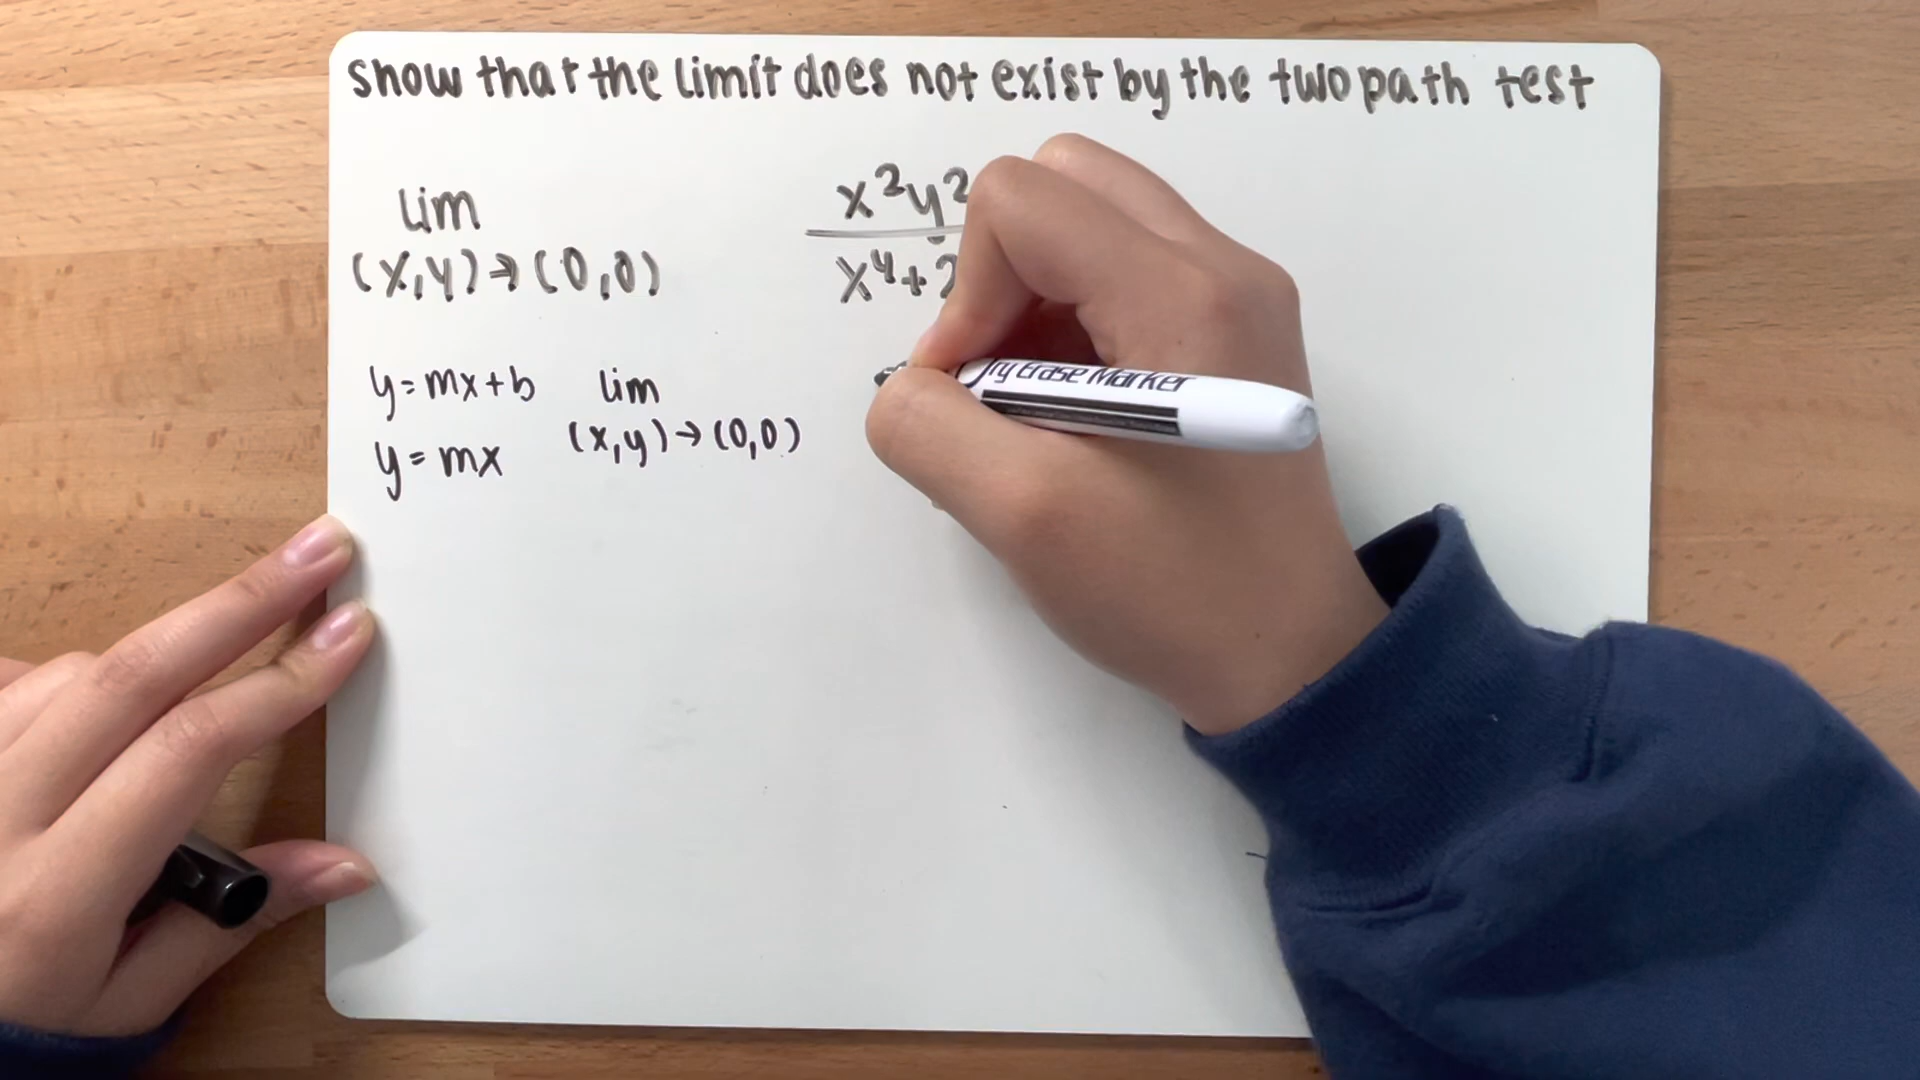 show that the limit does not exist by the two path test
lim x²y²
(x,y)→(0,0) x⁴+2
y=mx+b lim
y=mx (x,y)→(0,0)
ry Erase Marker